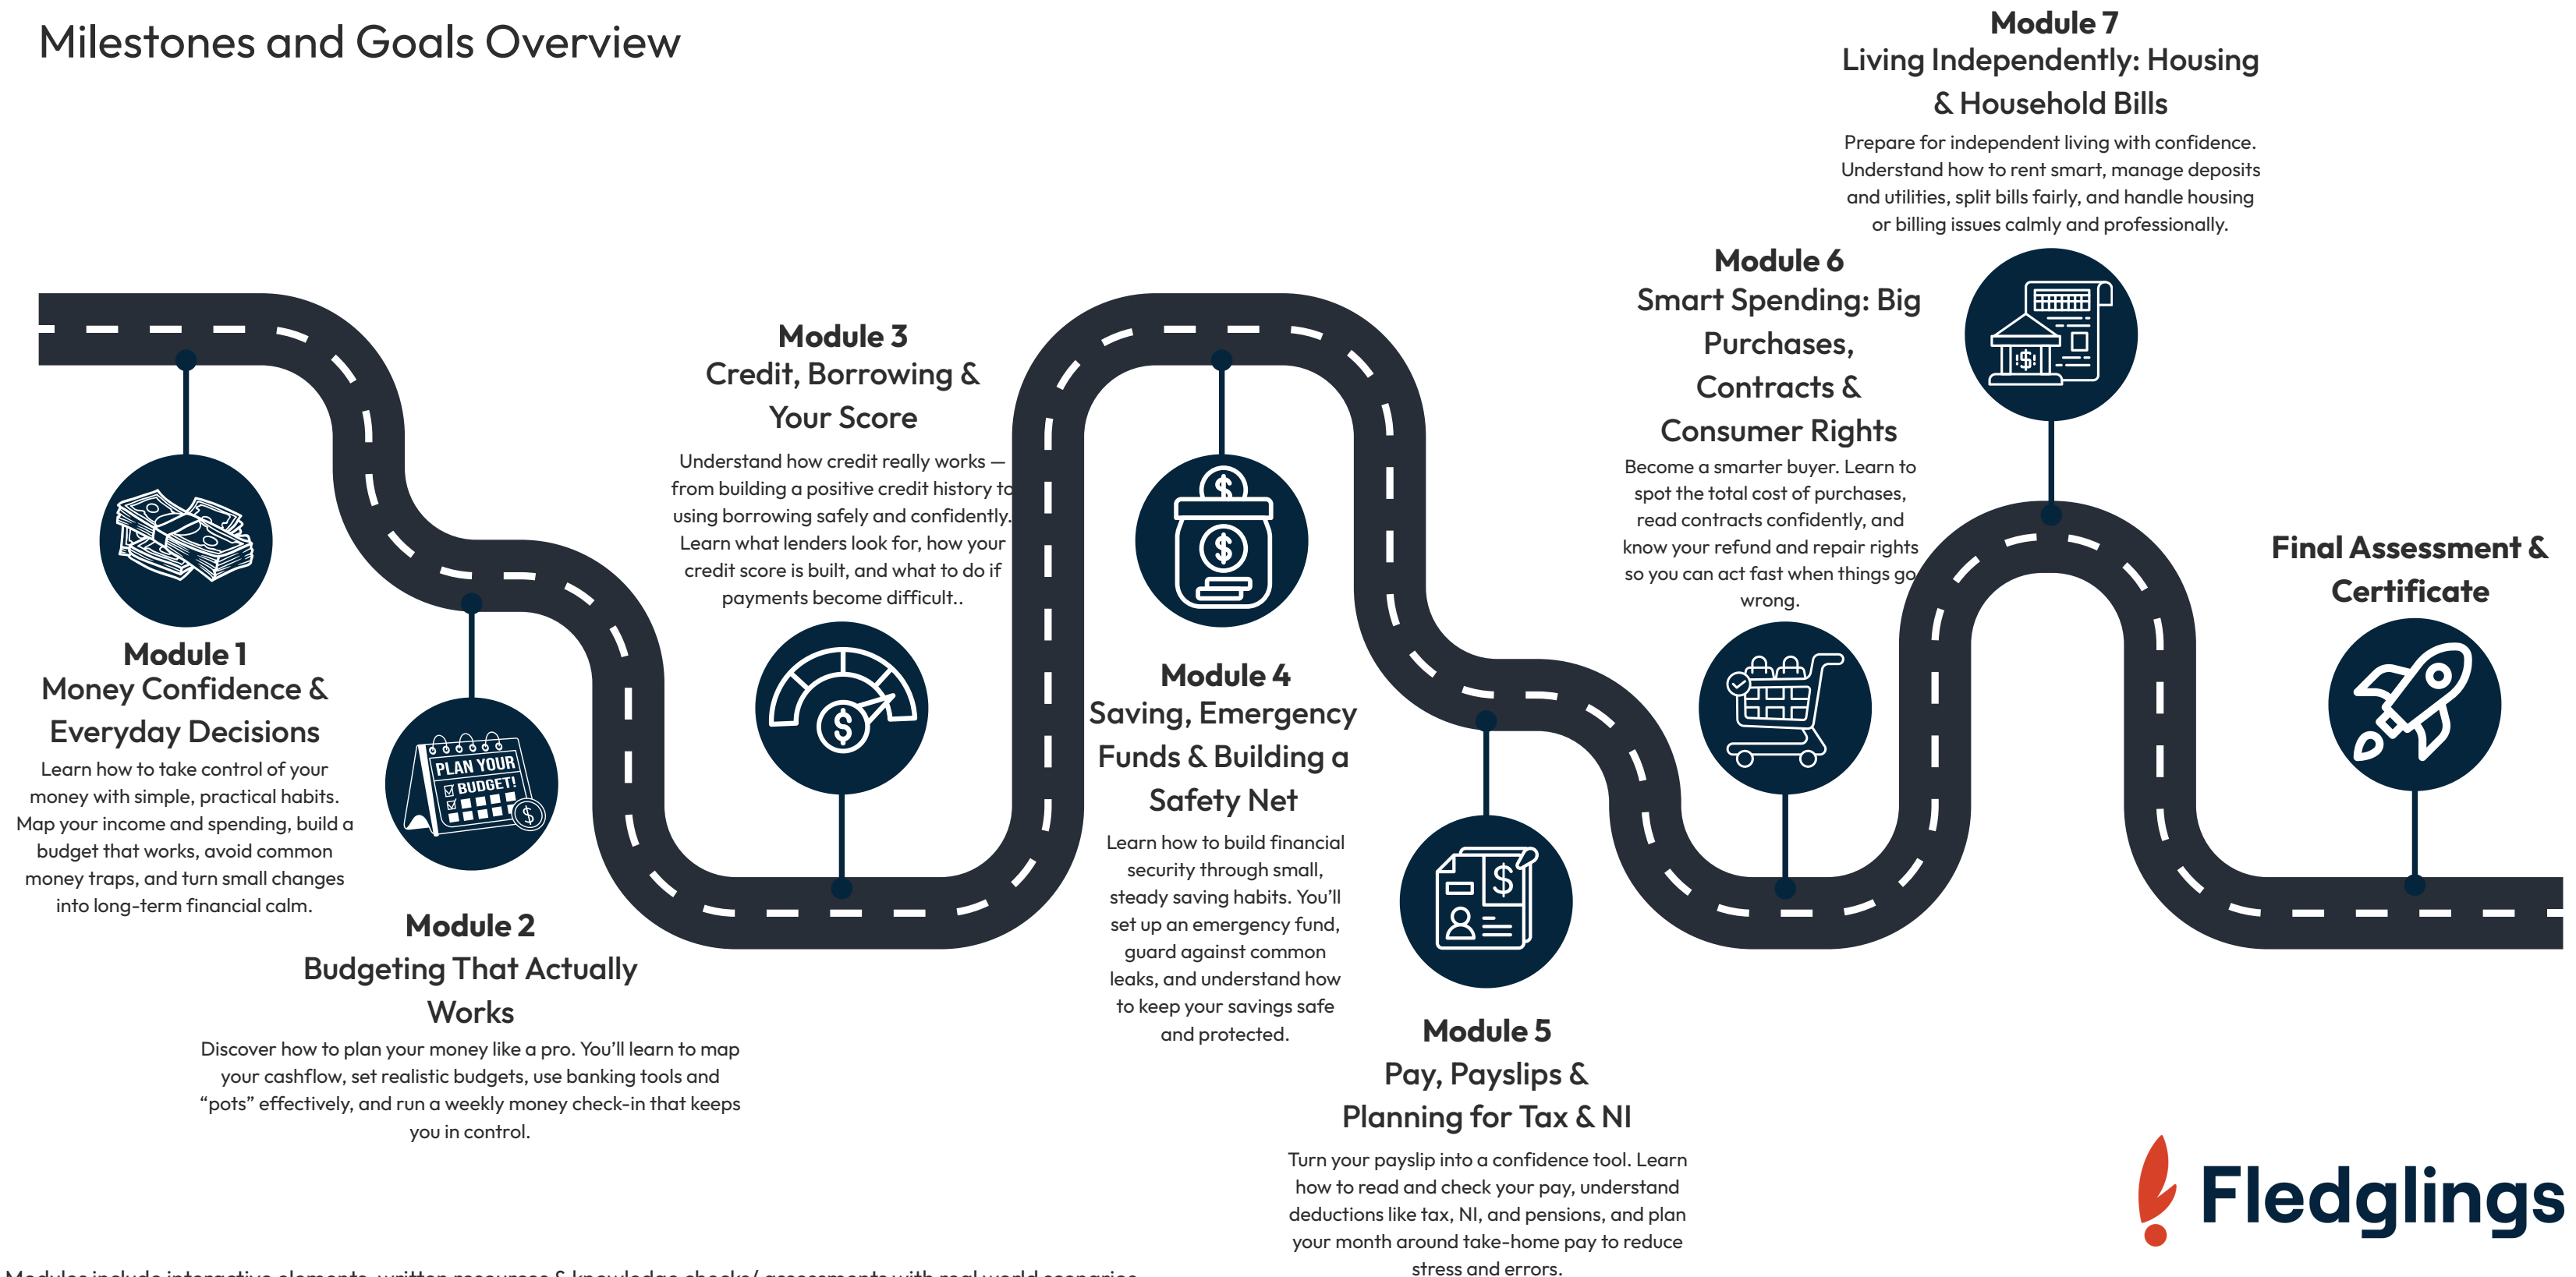 Milestones and Goals Overview
Module 1
Money Confidence &
Everyday Decisions
Learn how to take control of your
money with simple, practical habits.
Map your income and spending, build a
budget that works, avoid common
money traps, and turn small changes
into long-term financial calm.
PLAN YOUR
BUDGET!
$
Module 2
Budgeting That Actually
Works
Discover how to plan your money like a pro. You'll learn to map
your cashflow, set realistic budgets, use banking tools and
“pots” effectively, and run a weekly money check-in that keeps
you in control.
Module 3
Credit, Borrowing &
Your Score
Understand how credit really works —
from building a positive credit history to
using borrowing safely and confidently.
Learn what lenders look for, how your
credit score is built, and what to do if
payments become difficult..
$
$
$
Module 4
Saving, Emergency
Funds & Building a
Safety Net
Learn how to build financial
security through small,
steady saving habits. You'll
set up an emergency fund,
guard against common
leaks, and understand how
to keep your savings safe
and protected.
$
Module 5
Pay, Payslips &
Planning for Tax & NI
Turn your payslip into a confidence tool. Learn
how to read and check your pay, understand
deductions like tax, NI, and pensions, and plan
your month around take-home pay to reduce
stress and errors.
Module 6
Smart Spending: Big
Purchases,
Contracts &
Consumer Rights
Become a smarter buyer. Learn to
spot the total cost of purchases,
read contracts confidently, and
know your refund and repair rights
so you can act fast when things go
wrong.
Module 7
Living Independently: Housing
& Household Bills
Prepare for independent living with confidence.
Understand how to rent smart, manage deposits
and utilities, split bills fairly, and handle housing
or billing issues calmly and professionally.
$
Final Assessment &
Certificate
Fledglings
Modules include interactive elements, written resources & knowledge checks/ assessments with real world scenarios